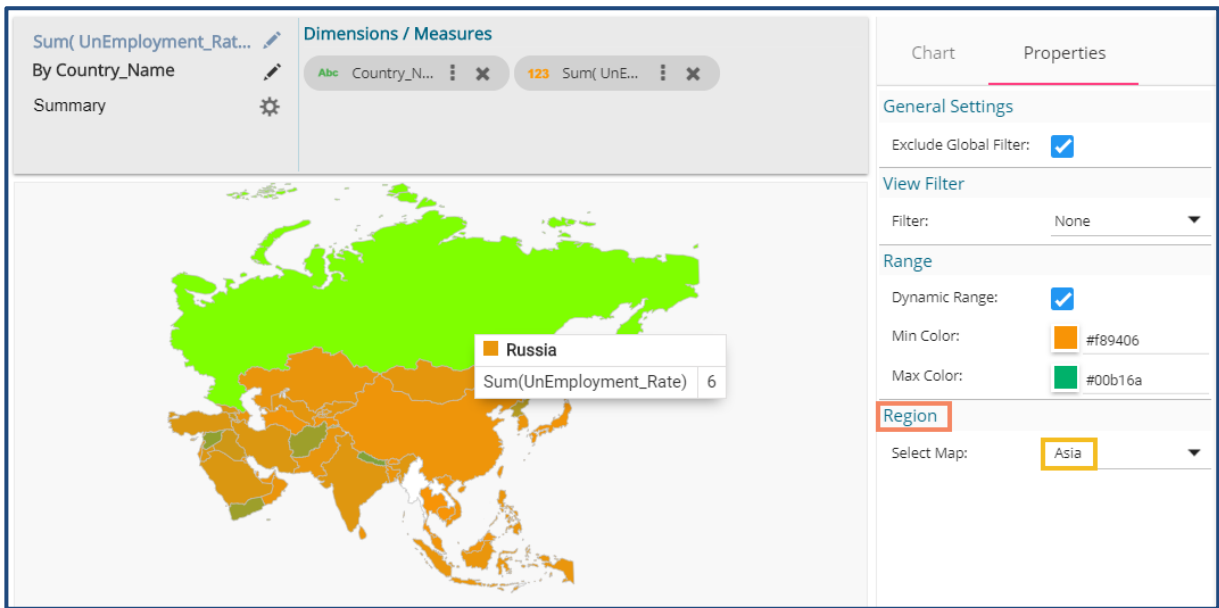 Sum( UnEmployment_Rat...
By Country_Name
Summary
Dimensions / Measures
Abc Country_N...
123 Sum( UnE...
Chart Properties
General Settings
Exclude Global Filter:
View Filter
Filter: None
Range
Dynamic Range:
Min Color: #f89406
Max Color: #00b16a
Region
Select Map: Asia
Russia
Sum(UnEmployment_Rate) 6